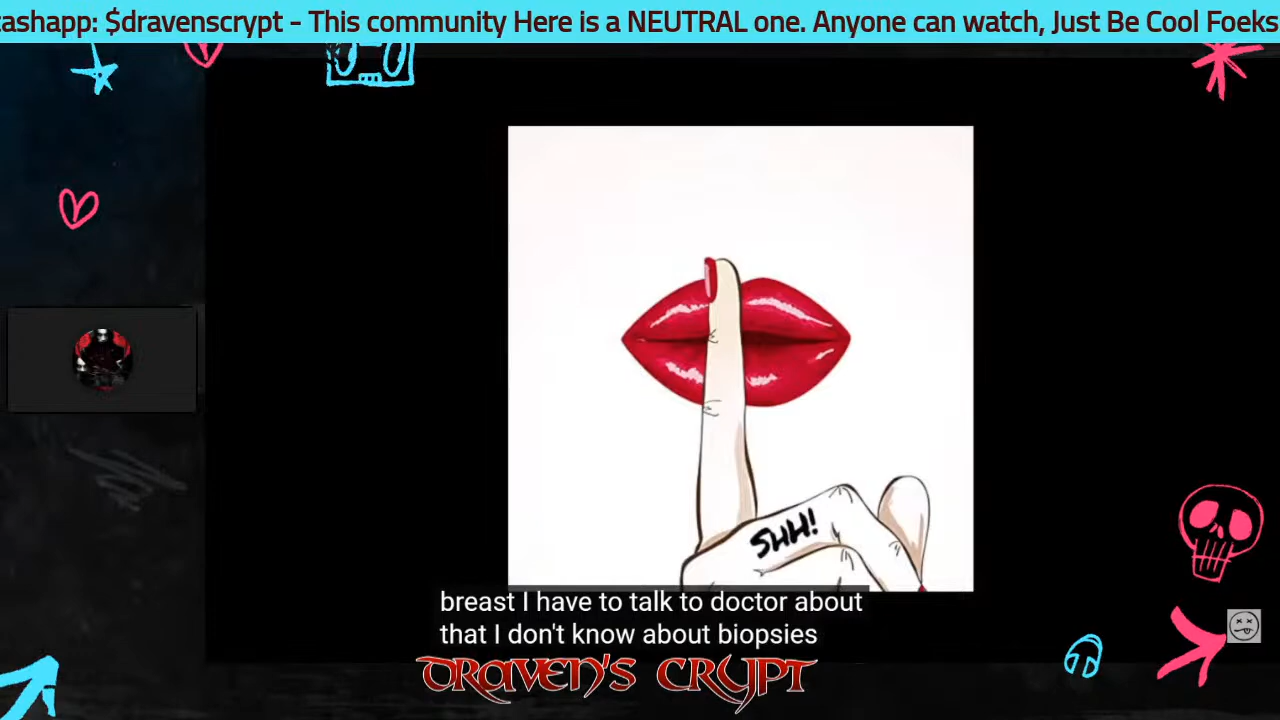 cashapp: $dravenscrypt - This community Here is a NEUTRAL one. Anyone can watch, Just Be Cool Foeks
SHH!
breast I have to talk to doctor about
that I don't know about biopsies
DRAVEN'S CRYPT